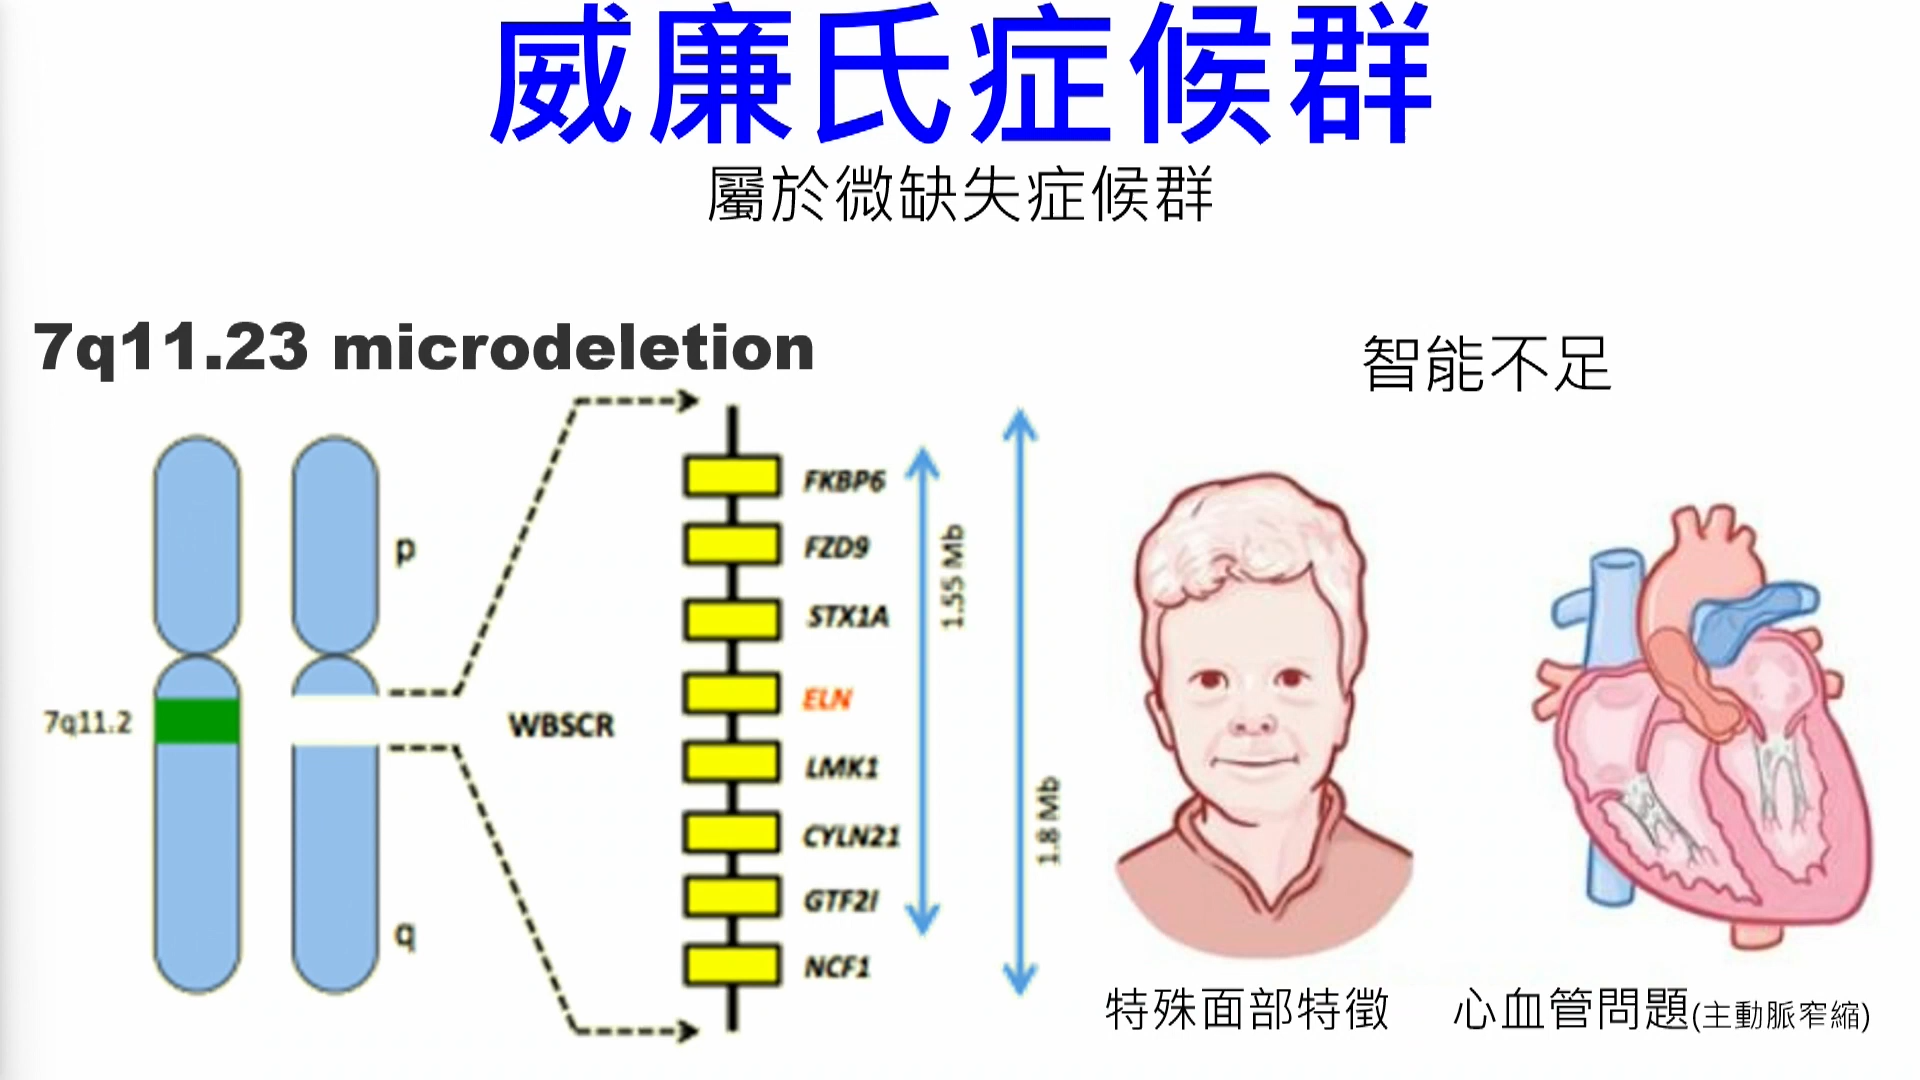 威廉氏症候群
屬於微缺失症候群
7q11.23 microdeletion
智能不足
p
q
7q11.2
WBSCR
FKBP6
FZD9
STX1A
ELN
LMK1
CYLN21
GTF2I
NCF1
1.55 Mb
1.8 Mb
特殊面部特徵
心血管問題(主動脈窄縮)